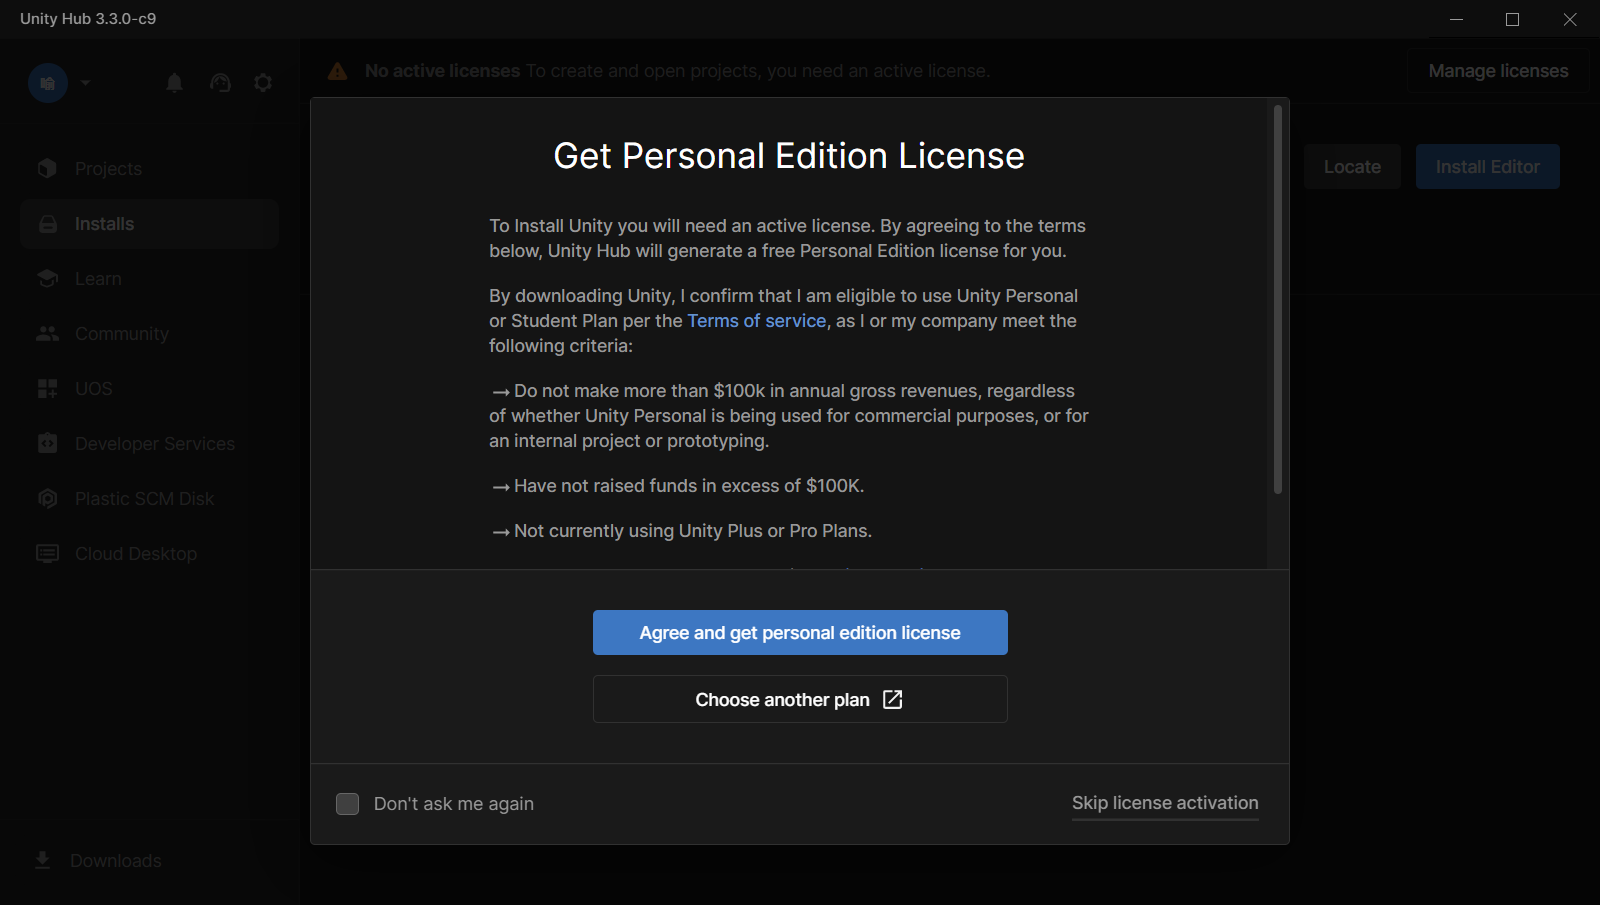 Unity Hub 3.3.0-c9
No active licenses To create and open projects, you need an active license.
Manage licenses
Projects
Installs
Learn
Community
UOS
Developer Services
Plastic SCM Disk
Cloud Desktop
Downloads
Locate
Install Editor
Get Personal Edition License
To Install Unity you will need an active license. By agreeing to the terms
below, Unity Hub will generate a free Personal Edition license for you.
By downloading Unity, I confirm that I am eligible to use Unity Personal
or Student Plan per the Terms of service, as I or my company meet the
following criteria:
→ Do not make more than $100k in annual gross revenues, regardless
of whether Unity Personal is being used for commercial purposes, or for
an internal project or prototyping.
→ Have not raised funds in excess of $100K.
→ Not currently using Unity Plus or Pro Plans.
Agree and get personal edition license
Choose another plan
Don't ask me again
Skip license activation